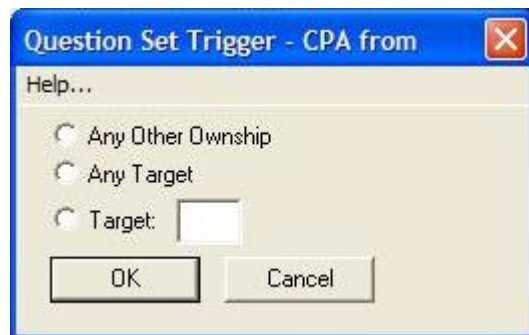 Question Set Trigger - CPA from
Help...
Any Other Ownship
Any Target
Target:
OK Cancel